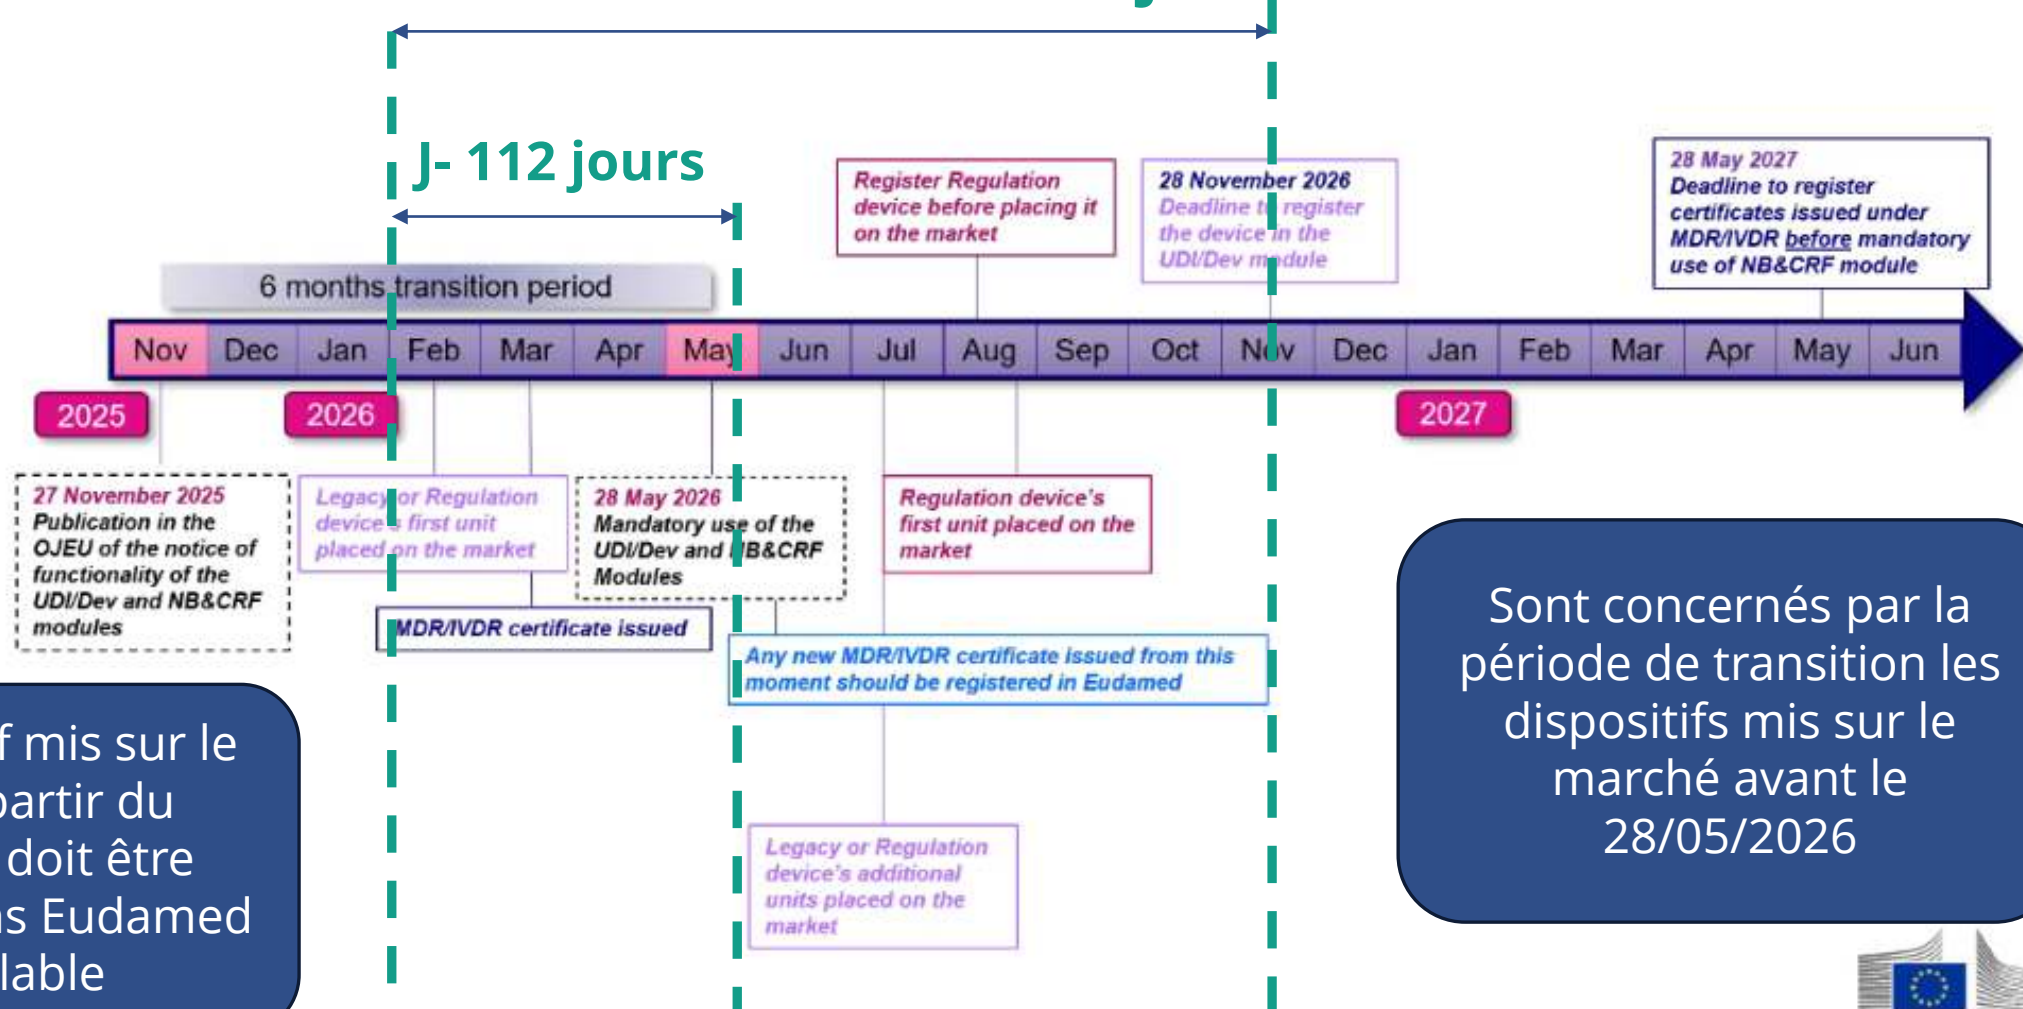 J- 112 jours
Register Regulation
device before placing it
on the market
28 November 2026
Deadline to register
the device in the
UDI/Dev module
28 May 2027
Deadline to register
certificates issued under
MDR/IVDR before mandatory
use of NB&CRF module
6 months transition period
Nov Dec Jan Feb Mar Apr May Jun Jul Aug Sep Oct Nov Dec Jan Feb Mar Apr May Jun
2025 2026 2027
27 November 2025
Publication in the
OJEU of the notice of
functionality of the
UDI/Dev and NB&CRF
modules
Legacy or Regulation
device's first unit
placed on the market
MDR/IVDR certificate issued
28 May 2026
Mandatory use of the
UDI/Dev and NB&CRF
Modules
Regulation device's
first unit placed on the
market
Any new MDR/IVDR certificate issued from this
moment should be registered in Eudamed
Legacy or Regulation
device's additional
units placed on the
market
mis sur le
partir du
doit être
Eudamed
Sont concernés par la
période de transition les
dispositifs mis sur le
marché avant le
28/05/2026